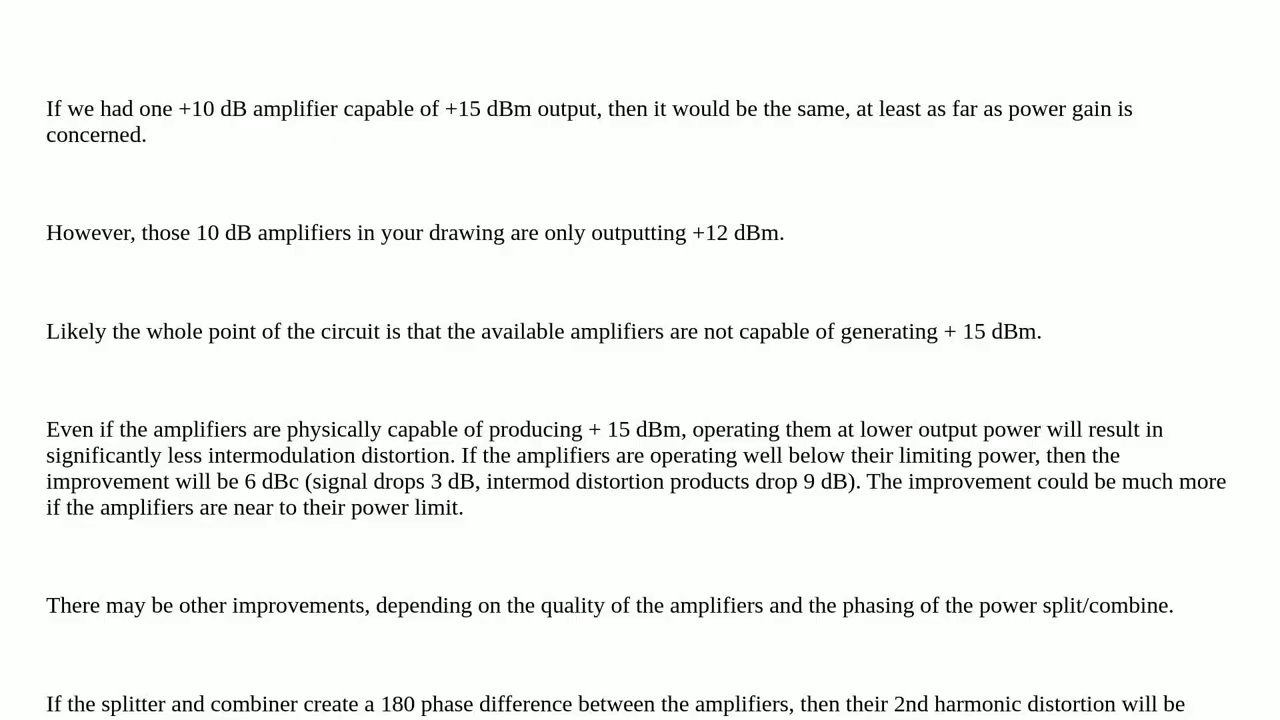 If we had one +10 dB amplifier capable of +15 dBm output, then it would be the same, at least as far as power gain is
concerned.
However, those 10 dB amplifiers in your drawing are only outputting +12 dBm.
Likely the whole point of the circuit is that the available amplifiers are not capable of generating + 15 dBm.
Even if the amplifiers are physically capable of producing + 15 dBm, operating them at lower output power will result in
significantly less intermodulation distortion. If the amplifiers are operating well below their limiting power, then the
improvement will be 6 dBc (signal drops 3 dB, intermod distortion products drop 9 dB). The improvement could be much more
if the amplifiers are near to their power limit.
There may be other improvements, depending on the quality of the amplifiers and the phasing of the power split/combine.
If the splitter and combiner create a 180 phase difference between the amplifiers, then their 2nd harmonic distortion will be